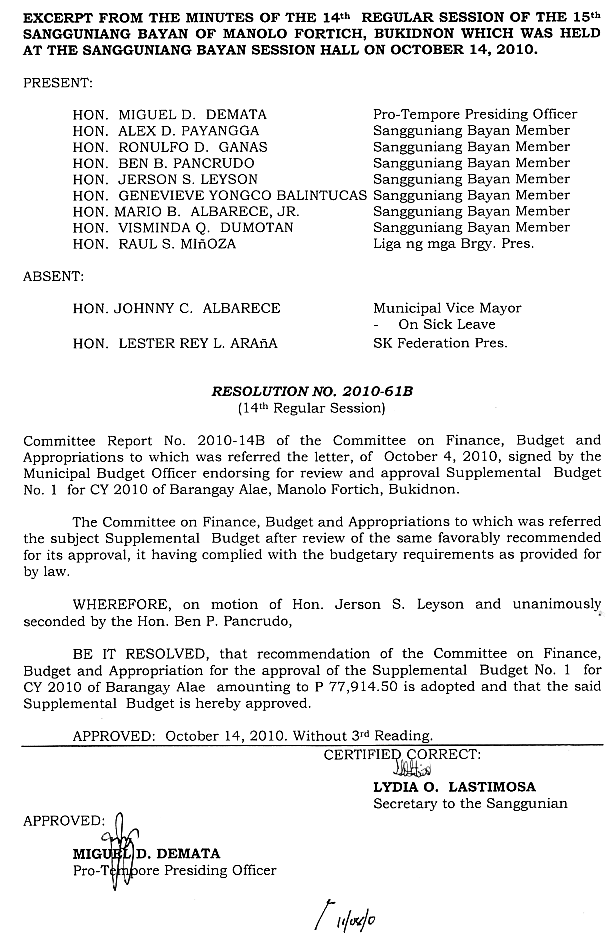 EXCERPT FROM THE MINUTES OF THE 14th REGULAR SESSION OF THE 15th
SANGGUNIANG BAYAN OF MANOLO FORTICH, BUKIDNON WHICH WAS HELD
AT THE SANGGUNIANG BAYAN SESSION HALL ON OCTOBER 14, 2010.
PRESENT:
HON. MIGUEL D. DEMATA Pro-Tempore Presiding Officer
HON. ALEX D. PAYANGGA Sangguniang Bayan Member
HON. RONULFO D. GANAS Sangguniang Bayan Member
HON. BEN B. PANCRUDO Sangguniang Bayan Member
HON. JERSON S. LEYSON Sangguniang Bayan Member
HON. GENEVIEVE YONGCO BALINTUCAS Sangguniang Bayan Member
HON. MARIO B. ALBARECE, JR. Sangguniang Bayan Member
HON. VISMINDA Q. DUMOTAN Sangguniang Bayan Member
HON. RAUL S. MIñOZA Liga ng mga Brgy. Pres.
ABSENT:
HON. JOHNNY C. ALBARECE Municipal Vice Mayor
- On Sick Leave
HON. LESTER REY L. ARAñA SK Federation Pres.
RESOLUTION NO. 2010-61B
(14th Regular Session)
Committee Report No. 2010-14B of the Committee on Finance, Budget and
Appropriations to which was referred the letter, of October 4, 2010, signed by the
Municipal Budget Officer endorsing for review and approval Supplemental Budget
No. 1 for CY 2010 of Barangay Alae, Manolo Fortich, Bukidnon.
The Committee on Finance, Budget and Appropriations to which was referred
the subject Supplemental Budget after review of the same favorably recommended
for its approval, it having complied with the budgetary requirements as provided for
by law.
WHEREFORE, on motion of Hon. Jerson S. Leyson and unanimously
seconded by the Hon. Ben P. Pancrudo,
BE IT RESOLVED, that recommendation of the Committee on Finance,
Budget and Appropriation for the approval of the Supplemental Budget No. 1 for
CY 2010 of Barangay Alae amounting to P 77,914.50 is adopted and that the said
Supplemental Budget is hereby approved.
APPROVED: October 14, 2010. Without 3rd Reading.
CERTIFIED CORRECT:
LYDIA O. LASTIMOSA
Secretary to the Sanggunian
APPROVED:
MIGUEL D. DEMATA
Pro-Tempore Presiding Officer